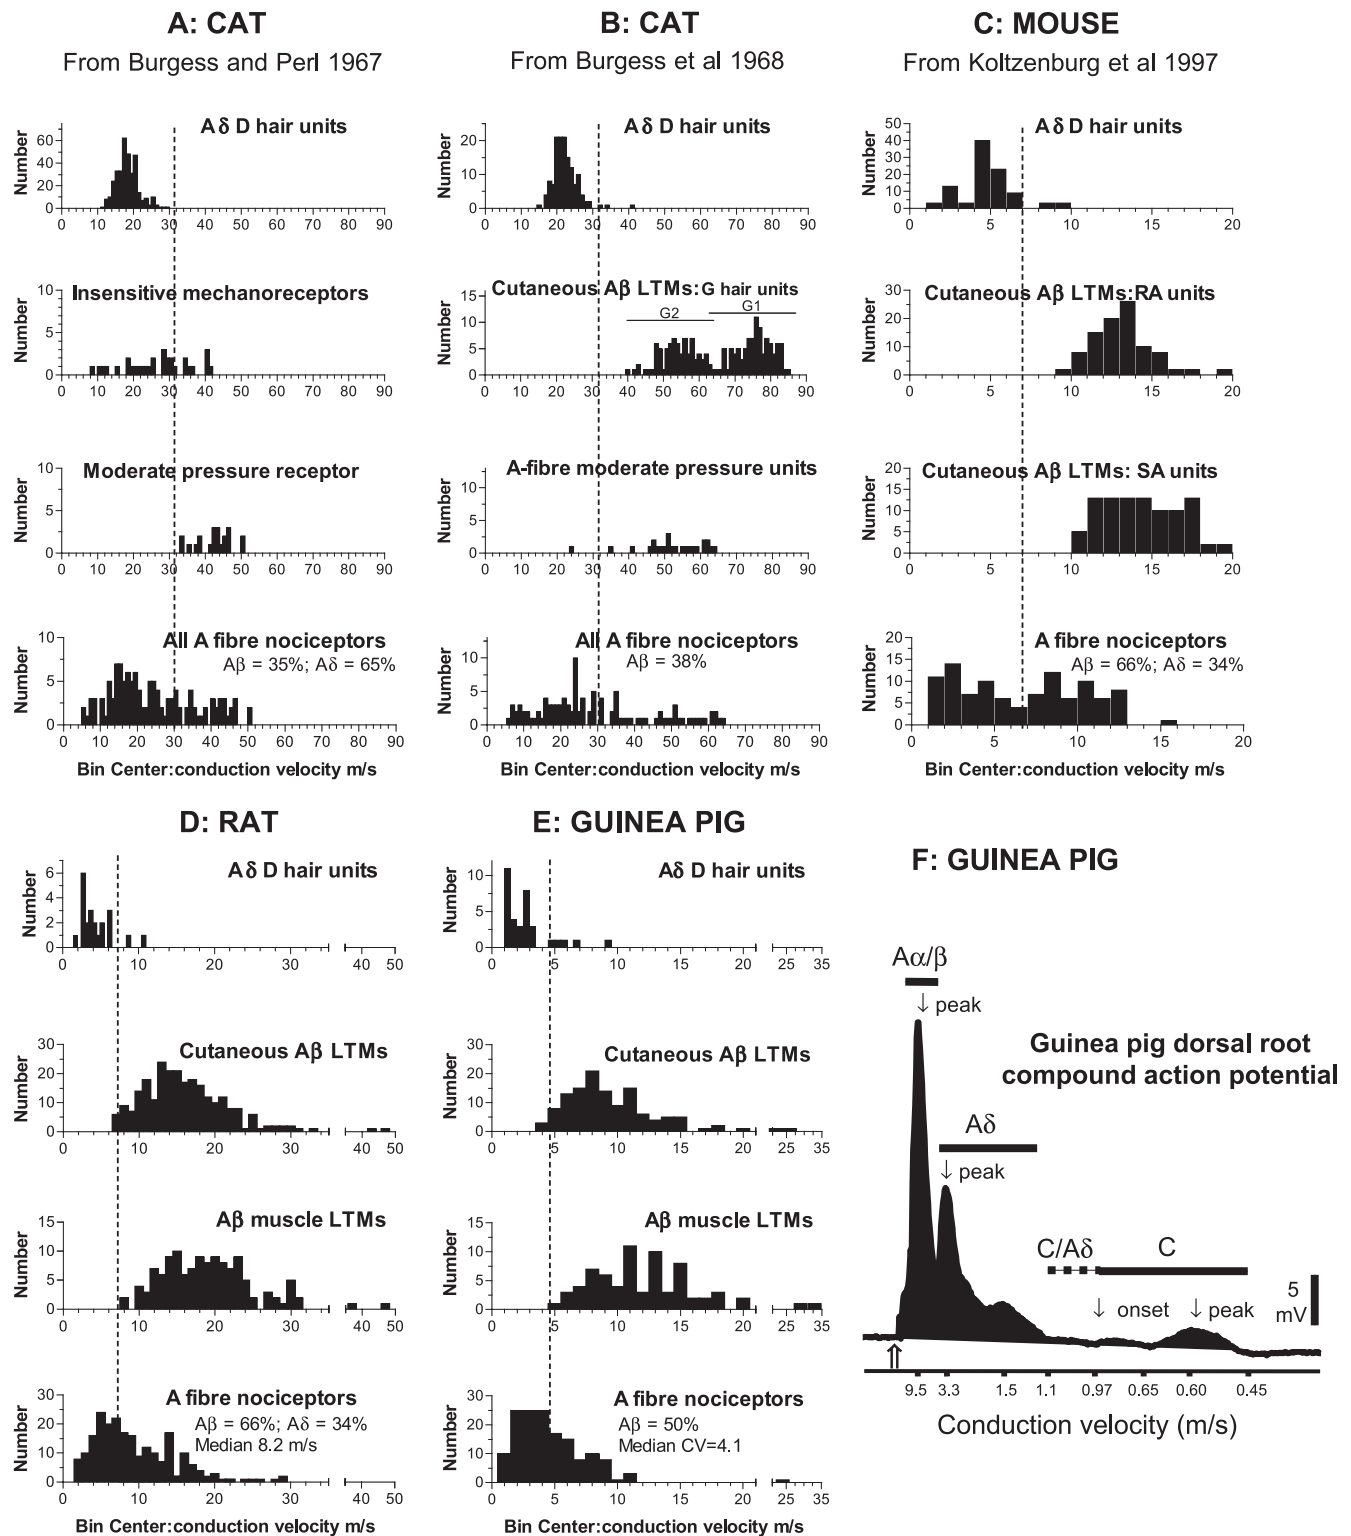 A: CAT
From Burgess and Perl 1967
Number
60
40
20
0
Aδ D hair units
0 10 20 30 40 50 60 70 80 90
Number
10
5
0
Insensitive mechanoreceptors
0 10 20 30 40 50 60 70 80 90
Number
10
5
0
Moderate pressure receptor
0 10 20 30 40 50 60 70 80 90
Number
10
5
0
All A fibre nociceptors
Aβ = 35%; Aδ = 65%
0 10 20 30 40 50 60 70 80 90
Bin Center:conduction velocity m/s
B: CAT
From Burgess et al 1968
Number
20
10
0
Aδ D hair units
0 10 20 30 40 50 60 70 80 90
Number
15
10
5
0
Cutaneous Aβ LTMs:G hair units
G2 G1
0 10 20 30 40 50 60 70 80 90
Number
10
5
0
A-fibre moderate pressure units
0 10 20 30 40 50 60 70 80 90
Number
10
5
0
All A fibre nociceptors
Aβ = 38%
0 10 20 30 40 50 60 70 80 90
Bin Center:conduction velocity m/s
C: MOUSE
From Koltzenburg et al 1997
Number
50
40
30
20
10
0
Aδ D hair units
0 5 10 15 20
Number
30
20
10
0
Cutaneous Aβ LTMs:RA units
0 5 10 15 20
Number
20
15
10
5
0
Cutaneous Aβ LTMs: SA units
0 5 10 15 20
Number
20
15
10
5
0
A fibre nociceptors
Aβ = 66%; Aδ = 34%
0 5 10 15 20
Bin Center:conduction velocity m/s
D: RAT
Number
6
4
2
0
Aδ D hair units
0 10 20 30 40 50
Number
30
20
10
0
Cutaneous Aβ LTMs
0 10 20 30 40 50
Number
15
10
5
0
Aβ muscle LTMs
0 10 20 30 40 50
Number
30
20
10
0
A fibre nociceptors
Aβ = 66%; Aδ = 34%
Median 8.2 m/s
0 10 20 30 40 50
Bin Center:conduction velocity m/s
E: GUINEA PIG
Number
10
5
0
Aδ D hair units
0 5 10 15 20 25 35
Number
30
20
10
0
Cutaneous Aβ LTMs
0 5 10 15 20 25 35
Number
15
10
5
0
Aβ muscle LTMs
0 5 10 15 20 25 35
Number
30
20
10
0
A fibre nociceptors
Aβ = 50%
Median CV=4.1
0 5 10 15 20 25 35
Bin Center:conduction velocity m/s
F: GUINEA PIG
Aα/β
↓ peak
Guinea pig dorsal root
compound action potential
Aδ
↓ peak
C/Aδ C
↓ onset ↓ peak
5
mV
⇑
9.5 3.3 1.5 1.1 0.97 0.65 0.60 0.45
Conduction velocity (m/s)